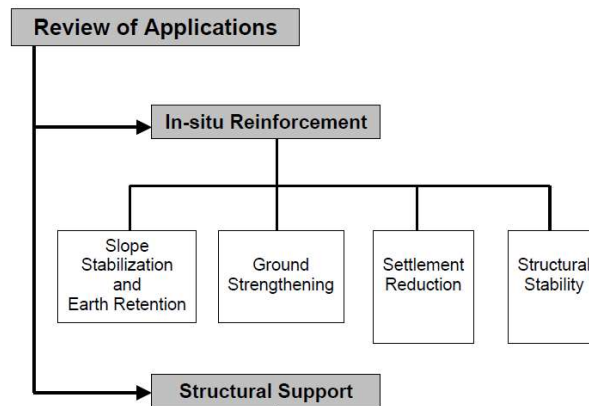 Review of Applications
In-situ Reinforcement
Slope
Stabilization
and
Earth Retention
Ground
Strengthening
Settlement
Reduction
Structural
Stability
Structural Support